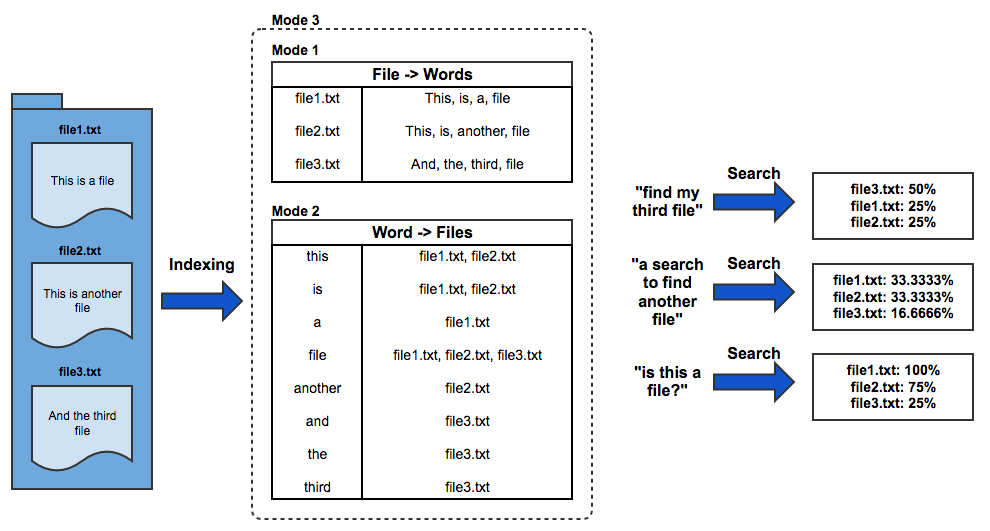 file1.txt
This is a file
file2.txt
This is another
file
file3.txt
And the third
file
Indexing
Mode 3
Mode 1
File -> Words
file1.txt This, is, a, file
file2.txt This, is, another, file
file3.txt And, the, third, file
Mode 2
Word -> Files
this file1.txt, file2.txt
is file1.txt, file2.txt
a file1.txt
file file1.txt, file2.txt, file3.txt
another file2.txt
and file3.txt
the file3.txt
third file3.txt
"find my
third file"
Search
file3.txt: 50%
file1.txt: 25%
file2.txt: 25%
"a search
to find
another
file"
Search
file1.txt: 33.3333%
file2.txt: 33.3333%
file3.txt: 16.6666%
"is this a
file?"
Search
file1.txt: 100%
file2.txt: 75%
file3.txt: 25%